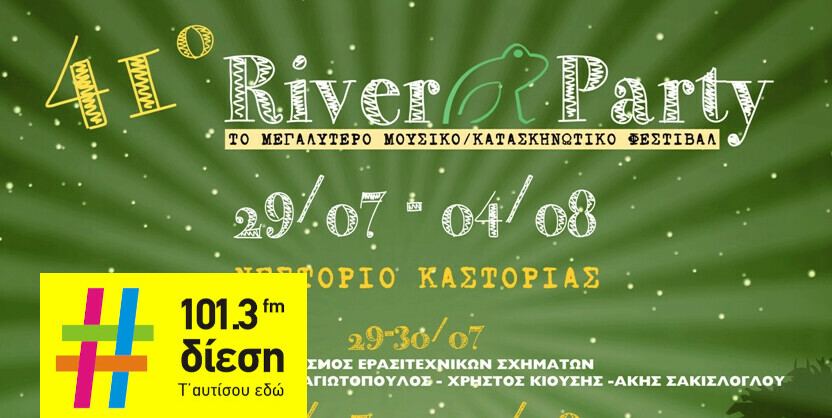 41ο River Party
ΤΟ ΜΕΓΑΛΥΤΕΡΟ ΜΟΥΣΙΚΟ/ΚΑΤΑΣΚΗΝΩΤΙΚΟ ΦΕΣΤΙΒΑΛ
29/07 - 04/08
ΝΕΣΤΟΡΙΟ ΚΑΣΤΟΡΙΑΣ
29-30/07
ΕΡΑΣΙΤΕΧΝΙΚΩΝ ΣΧΗΜΑΤΩΝ
- ΧΡΗΣΤΟΣ ΚΙΟΥΣΗΣ -ΑΚΗΣ ΣΑΚΙΣΛΟΓΛΟΥ
101.3 fm
δίεση
Τ΄αυτίσου εδώ